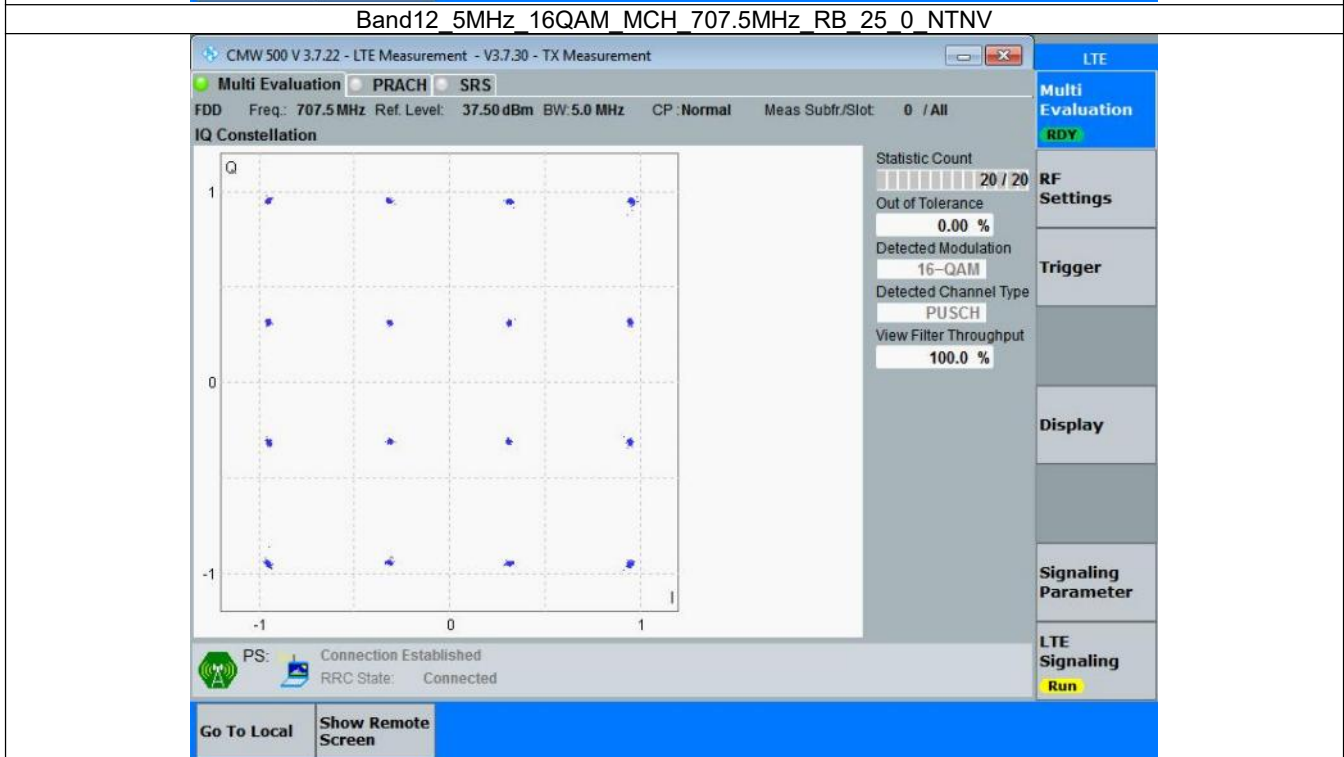 Band12_5MHz_16QAM_MCH_707.5MHz_RB_25_0_NTNV
CMW 500 V 3.7.22 - LTE Measurement - V3.7.30 - TX Measurement
LTE
Multi Evaluation PRACH SRS
FDD Freq.: 707.5 MHz Ref. Level: 37.50 dBm BW: 5.0 MHz CP : Normal Meas Subfr./Slot: 0 / All
IQ Constellation
Q
1
0
-1
-1 0 1
I
Statistic Count
20 / 20
Out of Tolerance
0.00 %
Detected Modulation
16-QAM
Detected Channel Type
PUSCH
View Filter Throughput
100.0 %
Multi
Evaluation
RDY
RF
Settings
Trigger
Display
Signaling
Parameter
LTE
Signaling
Run
PS: Connection Established
RRC State: Connected
Go To Local
Show Remote
Screen